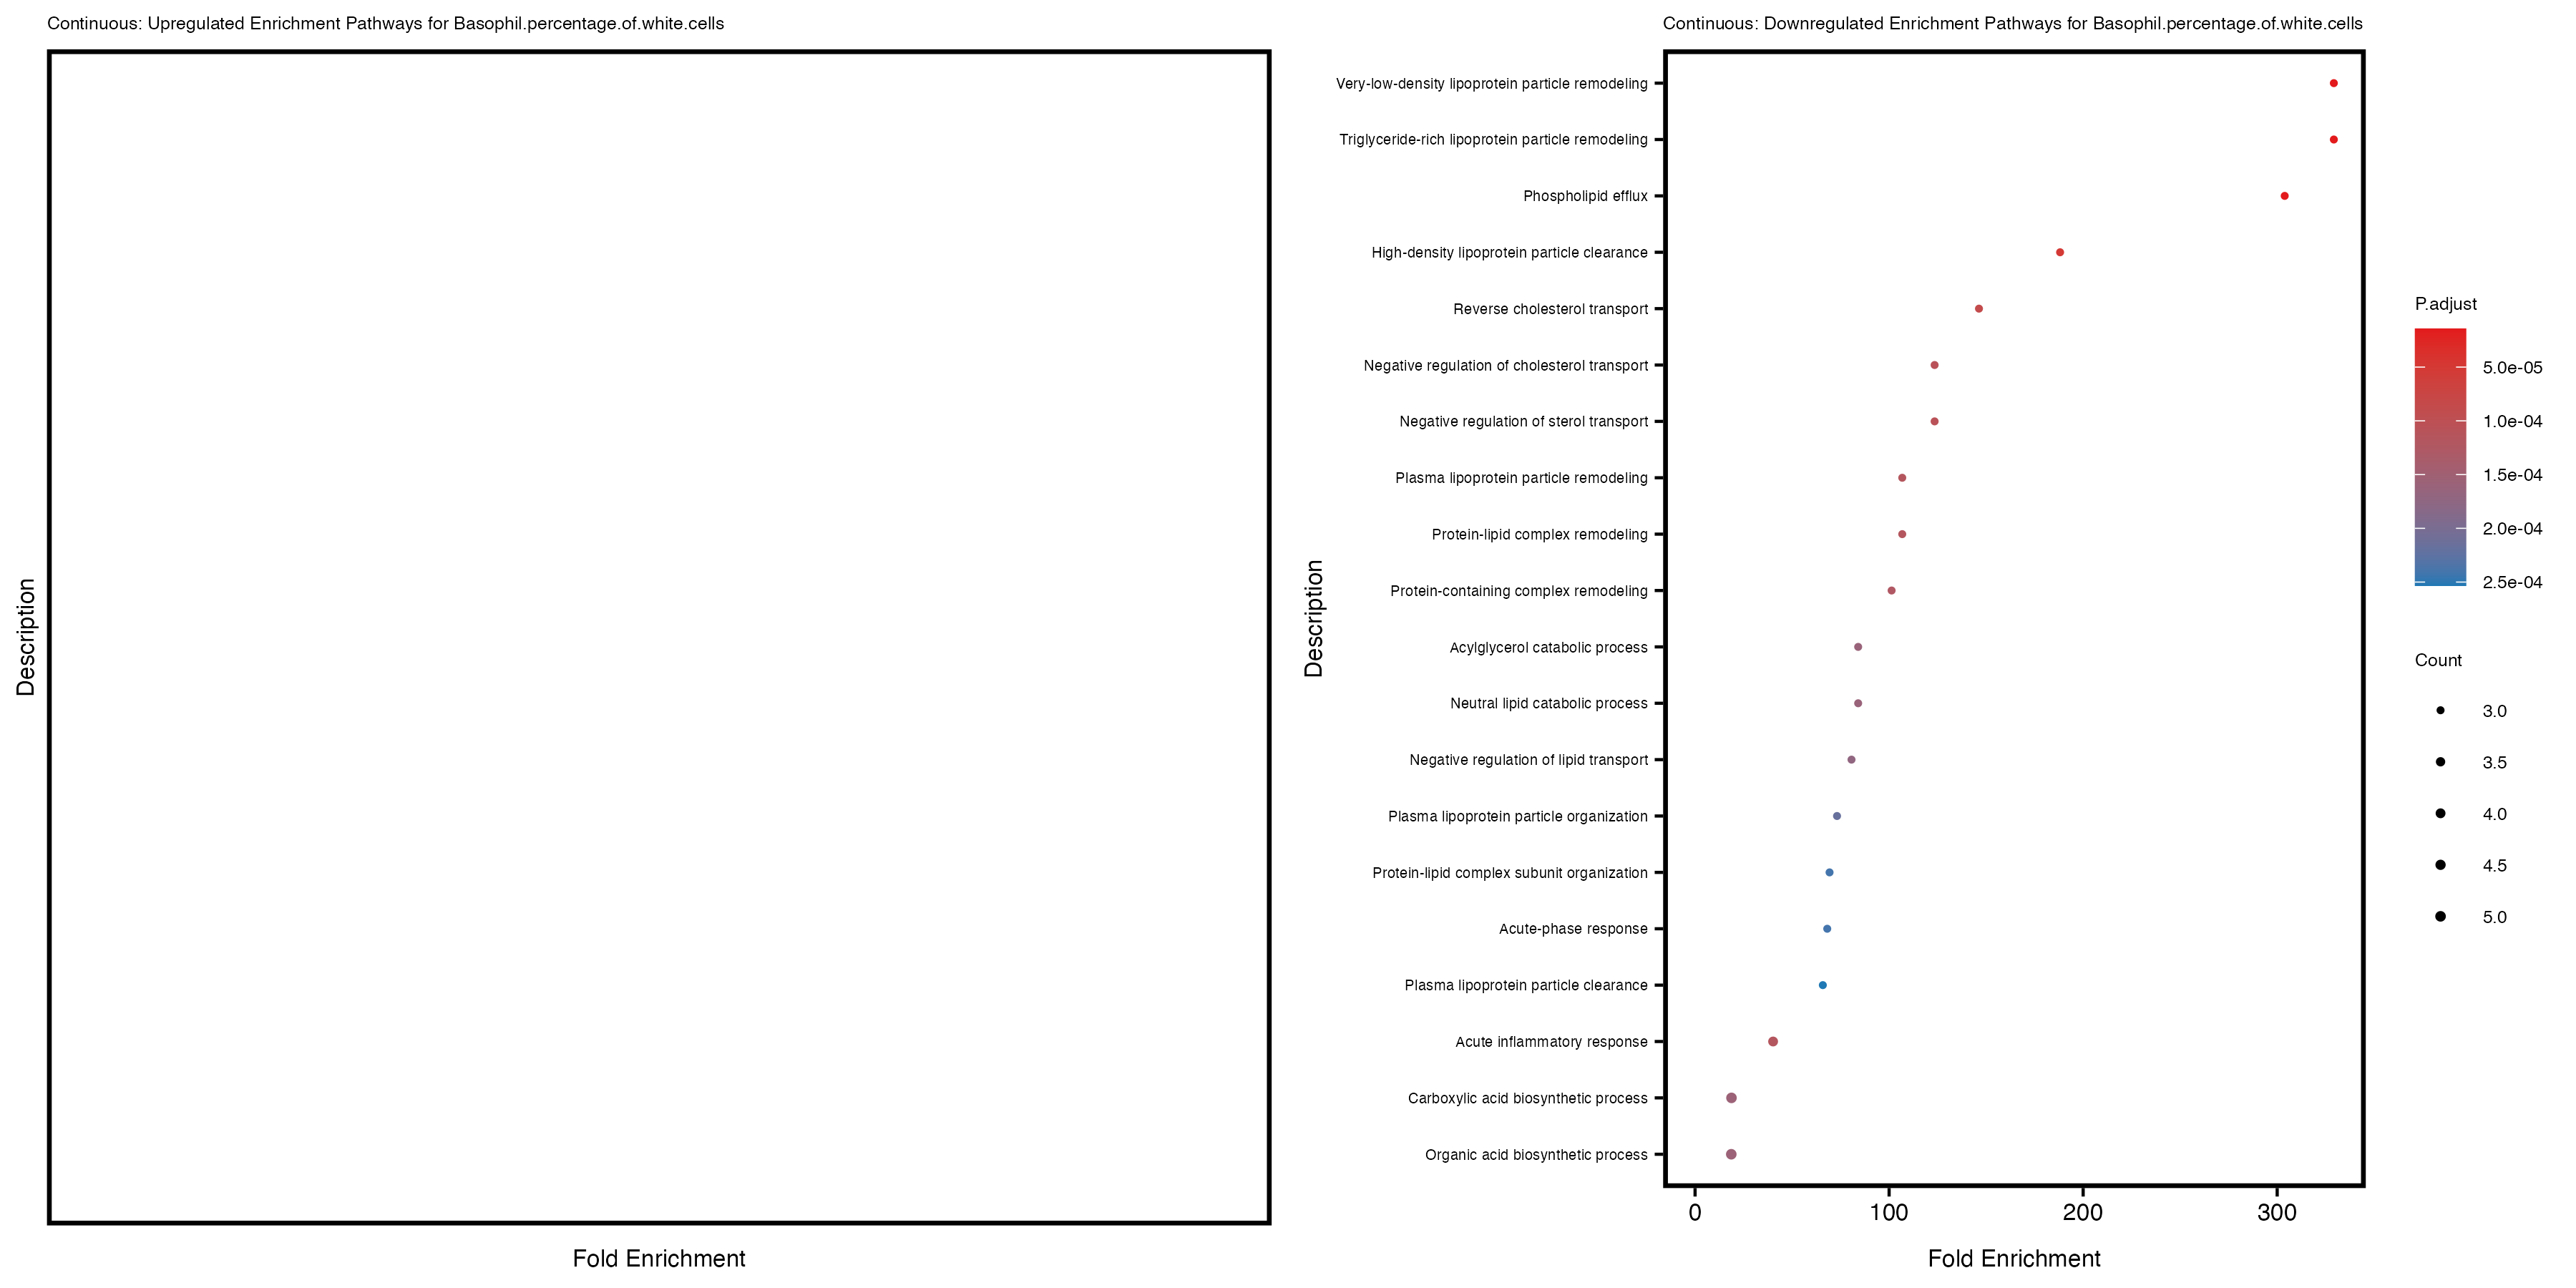 Continuous: Upregulated Enrichment Pathways for Basophil.percentage.of.white.cells
Description
Fold Enrichment
Continuous: Downregulated Enrichment Pathways for Basophil.percentage.of.white.cells
Description
Very-low-density lipoprotein particle remodeling
Triglyceride-rich lipoprotein particle remodeling
Phospholipid efflux
High-density lipoprotein particle clearance
Reverse cholesterol transport
Negative regulation of cholesterol transport
Negative regulation of sterol transport
Plasma lipoprotein particle remodeling
Protein-lipid complex remodeling
Protein-containing complex remodeling
Acylglycerol catabolic process
Neutral lipid catabolic process
Negative regulation of lipid transport
Plasma lipoprotein particle organization
Protein-lipid complex subunit organization
Acute-phase response
Plasma lipoprotein particle clearance
Acute inflammatory response
Carboxylic acid biosynthetic process
Organic acid biosynthetic process
0 100 200 300
Fold Enrichment
P.adjust
5.0e-05
1.0e-04
1.5e-04
2.0e-04
2.5e-04
Count
3.0
3.5
4.0
4.5
5.0